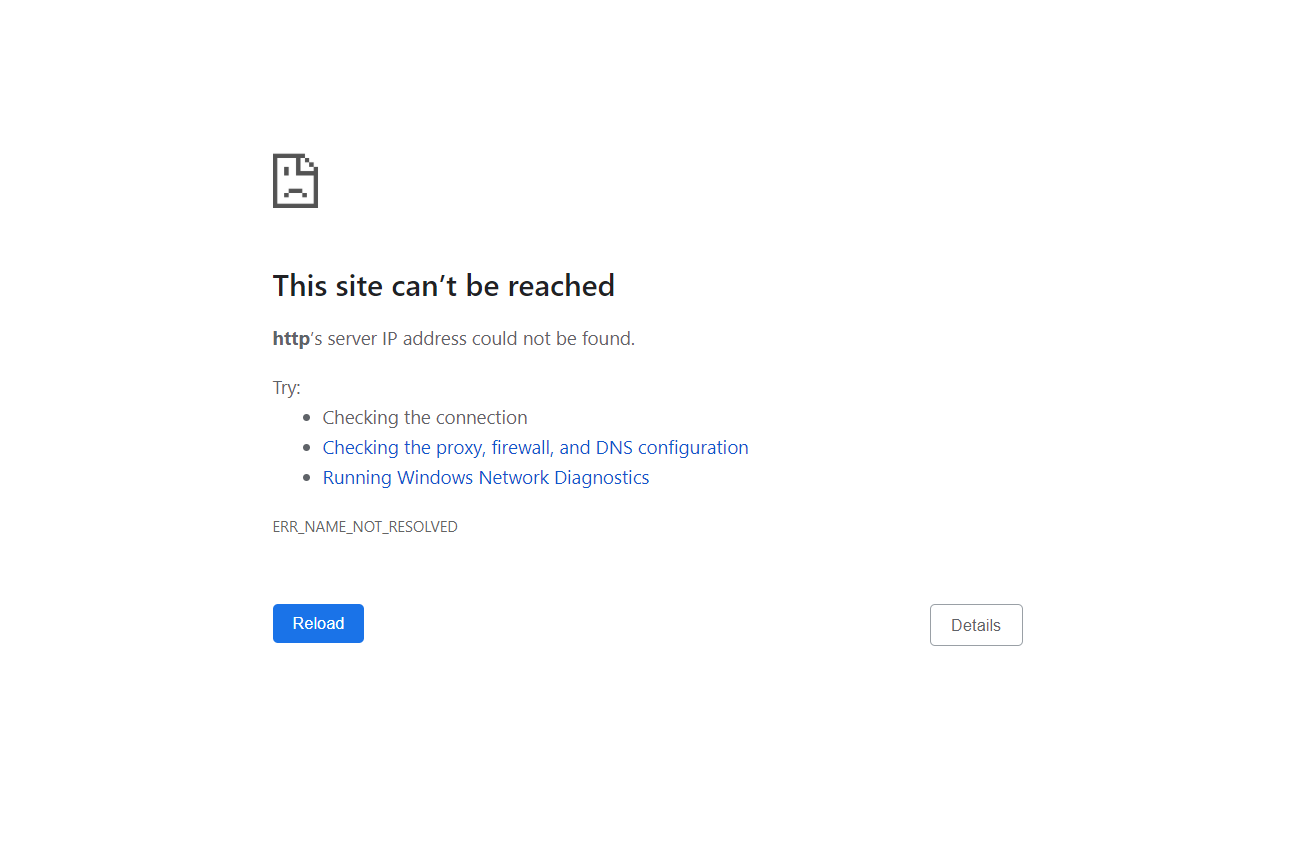 This site can’t be reached
http’s server IP address could not be found.
Try:
Checking the connection
Checking the proxy, firewall, and DNS configuration
Running Windows Network Diagnostics
ERR_NAME_NOT_RESOLVED
Reload
Details